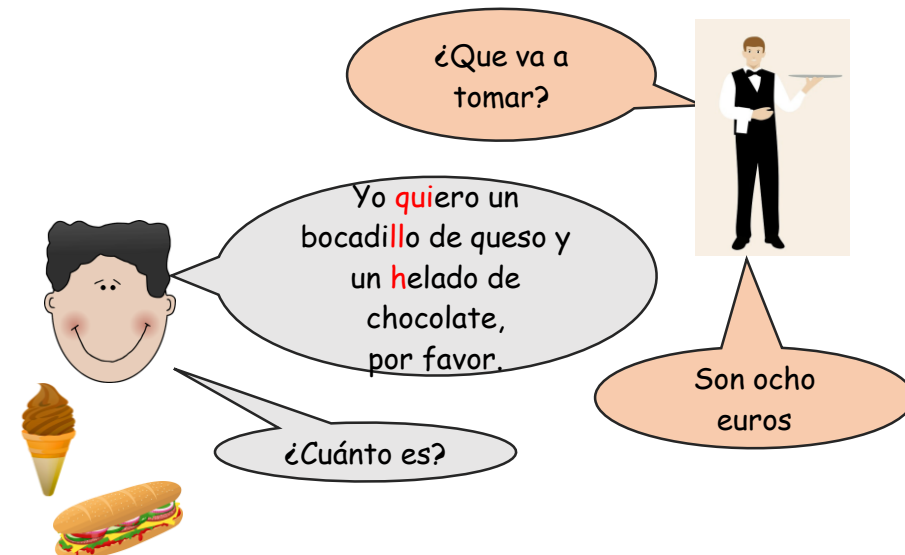 ¿Que va a
tomar?
Yo quiero un
bocadillo de queso y
un helado de
chocolate,
por favor.
¿Cuánto es?
Son ocho
euros